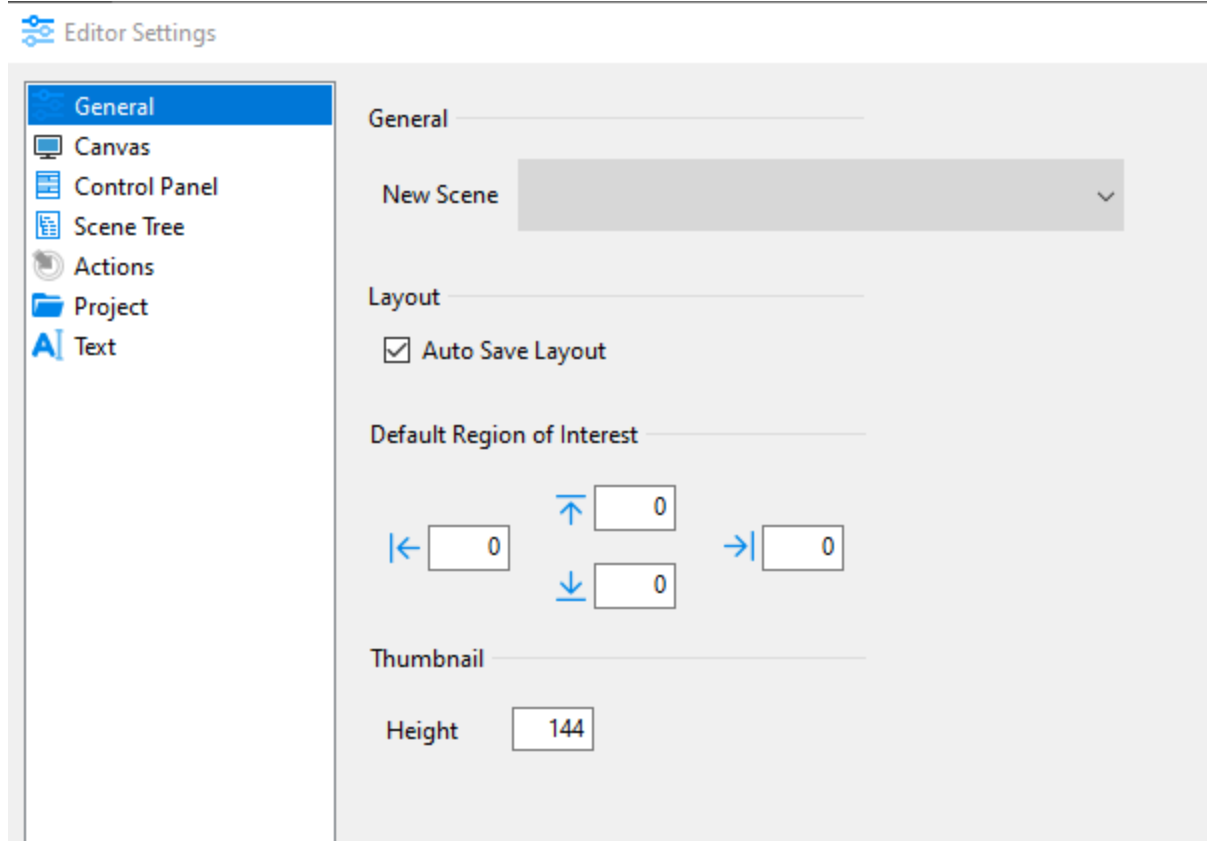 Editor Settings
General
Canvas
Control Panel
Scene Tree
Actions
Project
Text
General
New Scene
Layout
Auto Save Layout
Default Region of Interest
0
0
0
0
Thumbnail
Height 144